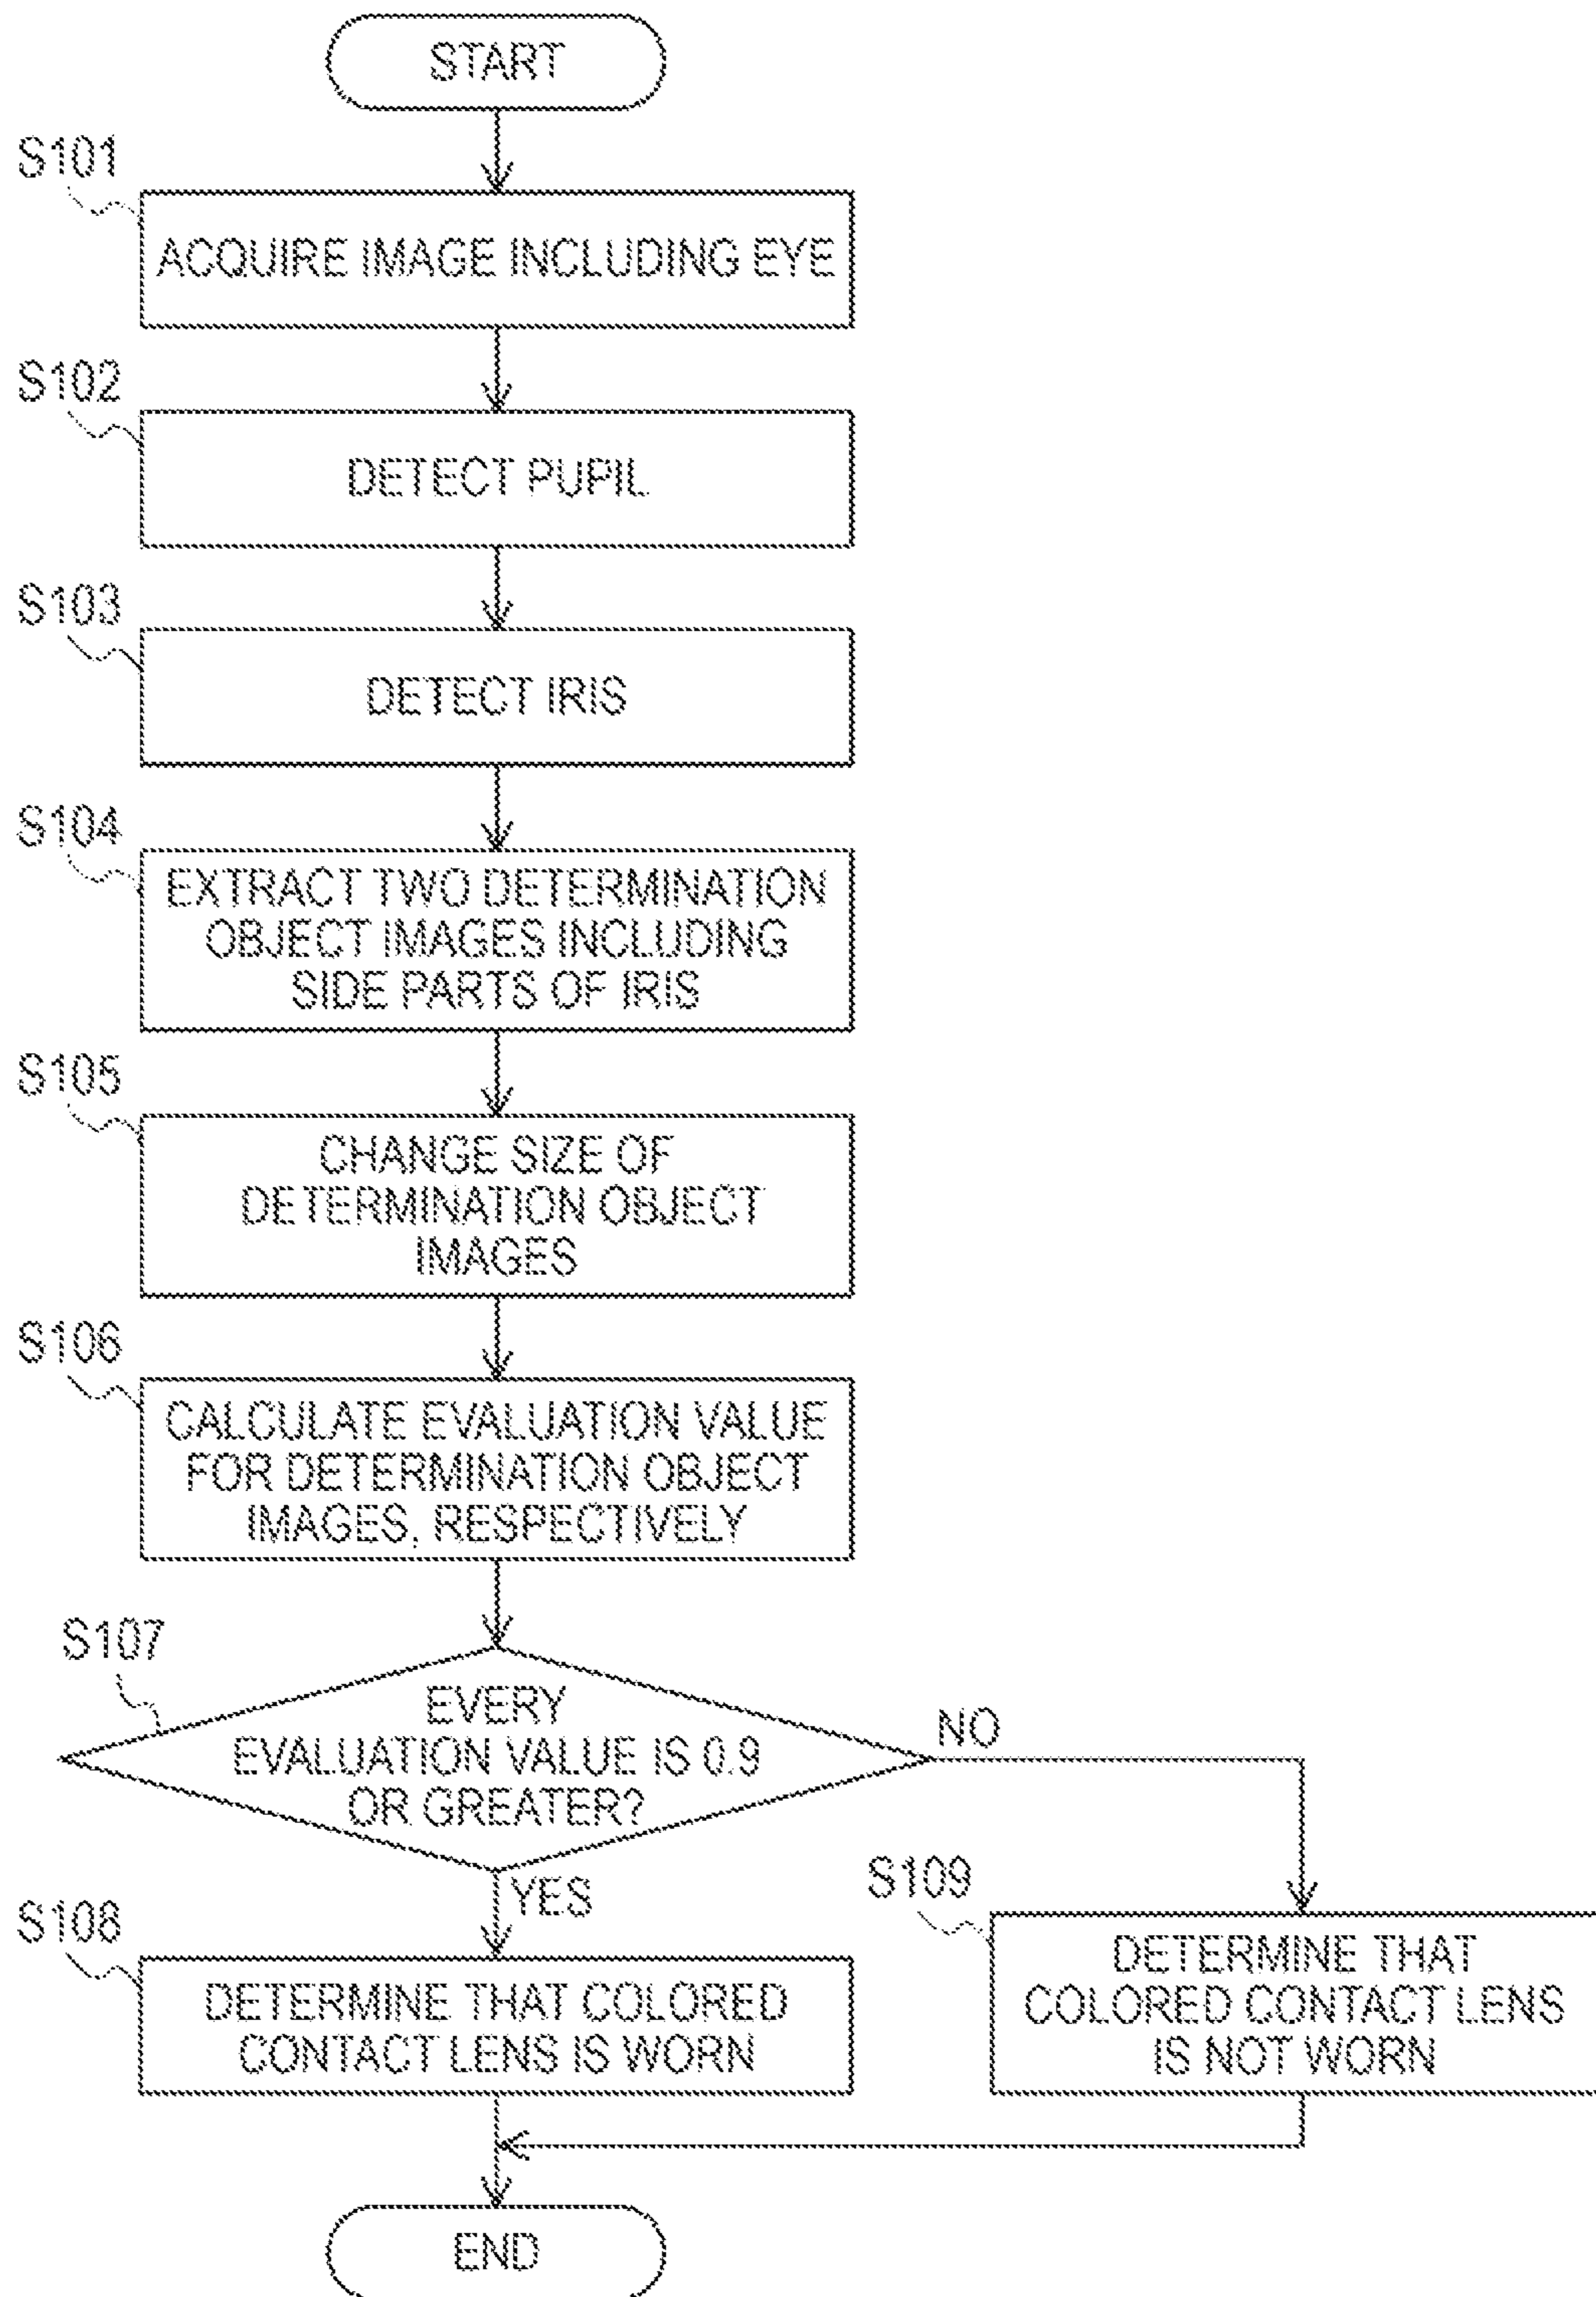 START
S101
ACQUIRE IMAGE INCLUDING EYE
S102
DETECT PUPIL
S103
DETECT IRIS
S104
EXTRACT TWO DETERMINATION
OBJECT IMAGES INCLUDING
SIDE PARTS OF IRIS
S105
CHANGE SIZE OF
DETERMINATION OBJECT
IMAGES
S106
CALCULATE EVALUATION VALUE
FOR DETERMINATION OBJECT
IMAGES, RESPECTIVELY
S107
EVERY
EVALUATION VALUE IS 0.9
OR GREATER?
NO
YES
S108
DETERMINE THAT COLORED
CONTACT LENS IS WORN
S109
DETERMINE THAT
COLORED CONTACT LENS
IS NOT WORN
END